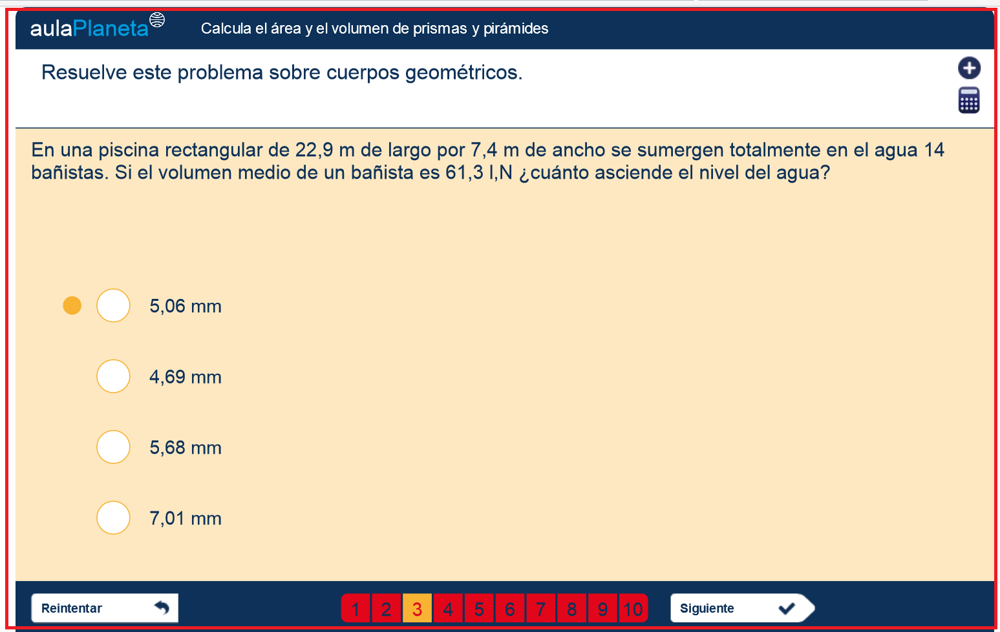 aulaPlaneta
Calcula el área y el volumen de prismas y pirámides
Resuelve este problema sobre cuerpos geométricos.
En una piscina rectangular de 22,9 m de largo por 7,4 m de ancho se sumergen totalmente en el agua 14
bañistas. Si el volumen medio de un bañista es 61,3 l,N ¿cuánto asciende el nivel del agua?
5,06 mm
4,69 mm
5,68 mm
7,01 mm
Reintentar
1 2 3 4 5 6 7 8 9 10
Siguiente